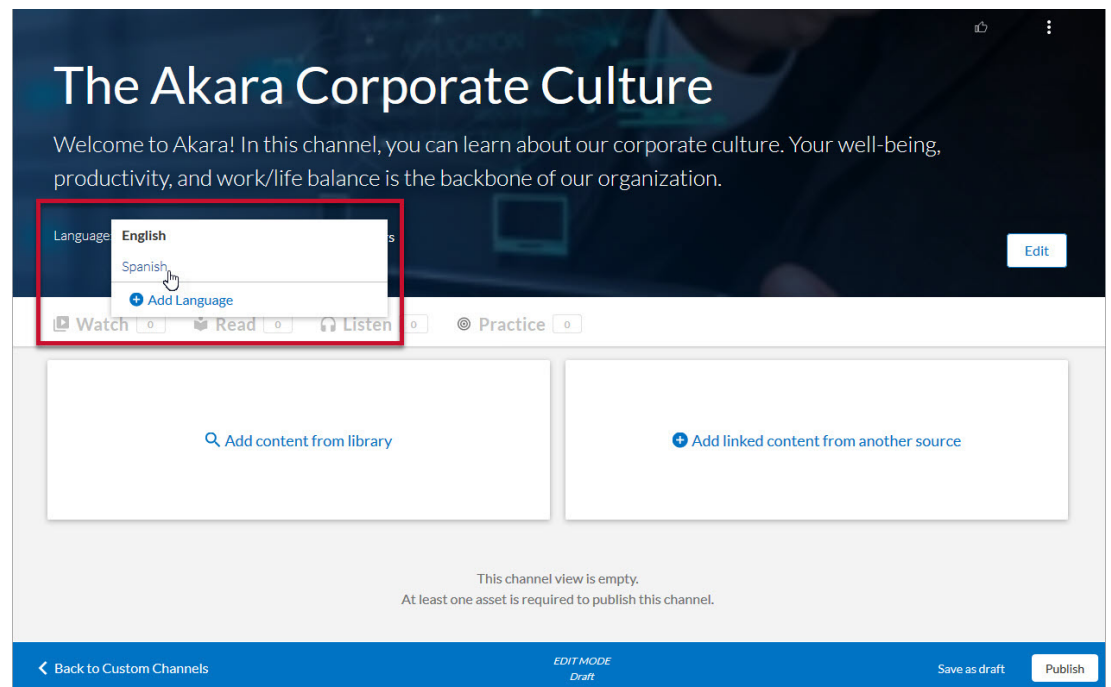 The Akara Corporate Culture
Welcome to Akara! In this channel, you can learn about our corporate culture. Your well-being,
productivity, and work/life balance is the backbone of our organization.
Language:
English
Spanish
Add Language
Edit
Watch 0 Read 0 Listen 0 Practice 0
Add content from library
Add linked content from another source
This channel view is empty.
At least one asset is required to publish this channel.
Back to Custom Channels
EDIT MODE
Draft
Save as draft
Publish